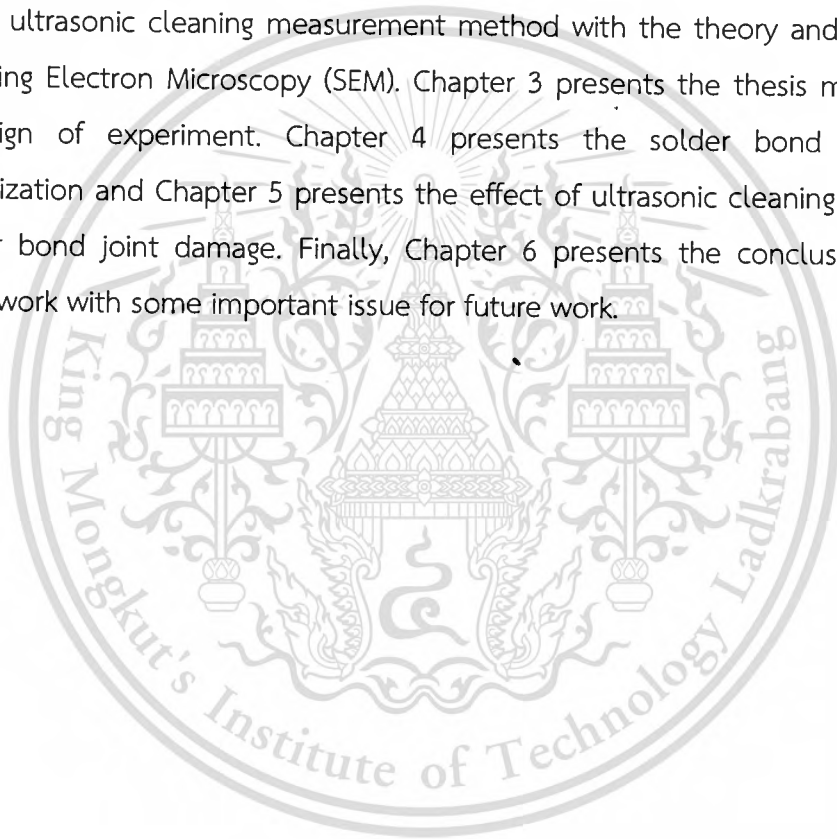 ultrasonic cleaning measurement method with the theory and
ing Electron Microscopy (SEM). Chapter 3 presents the thesis m
ign of experiment. Chapter 4 presents the solder bond
ization and Chapter 5 presents the effect of ultrasonic cleaning
bond joint damage. Finally, Chapter 6 presents the conclus
work with some important issue for future work.
King Mongkut's Institute of Technology Ladkrabang